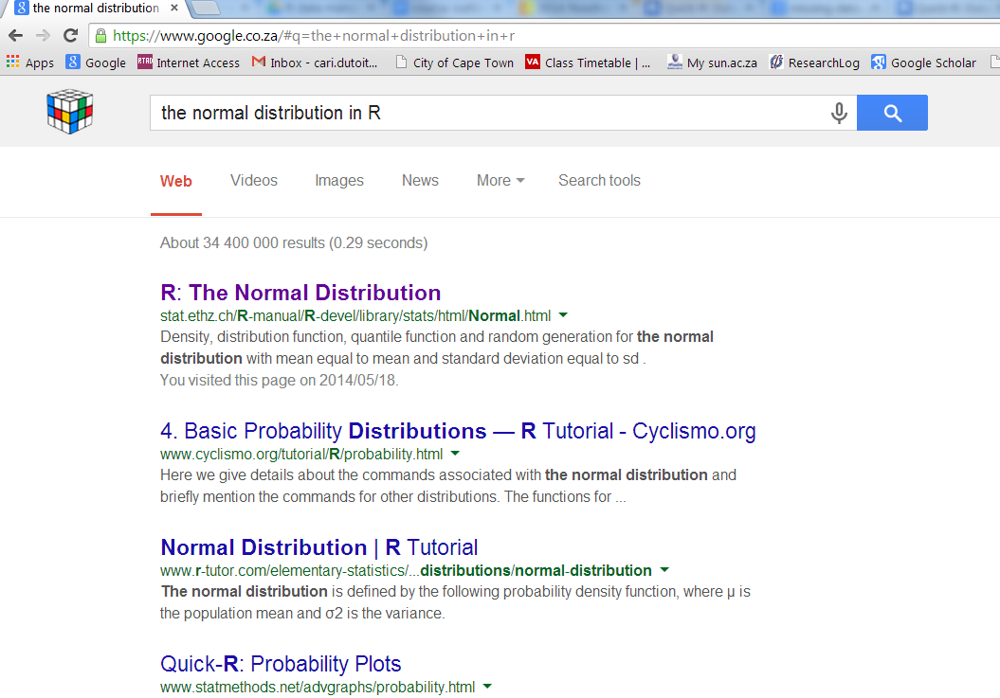 the normal distribution
https://www.google.co.za/#q=the+normal+distribution+in+r
Apps Google RTAD Internet Access Inbox - cari.dutoit... City of Cape Town VA Class Timetable | ... My sun.ac.za ResearchLog Google Scholar
the normal distribution in R
Web Videos Images News More Search tools
About 34 400 000 results (0.29 seconds)
R: The Normal Distribution
stat.ethz.ch/R-manual/R-devel/library/stats/html/Normal.html
Density, distribution function, quantile function and random generation for the normal
distribution with mean equal to mean and standard deviation equal to sd .
You visited this page on 2014/05/18.
4. Basic Probability Distributions — R Tutorial - Cyclismo.org
www.cyclismo.org/tutorial/R/probability.html
Here we give details about the commands associated with the normal distribution and
briefly mention the commands for other distributions. The functions for ...
Normal Distribution | R Tutorial
www.r-tutor.com/elementary-statistics/...distributions/normal-distribution
The normal distribution is defined by the following probability density function, where μ is
the population mean and σ2 is the variance.
Quick-R: Probability Plots
www.statmethods.net/advgraphs/probability.html